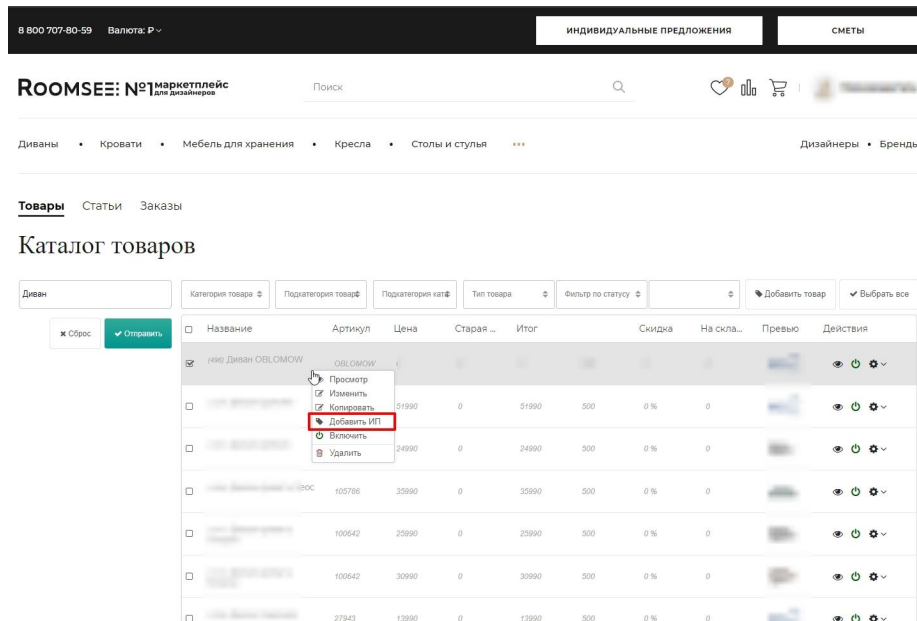 8 800 707-80-59 Валюта: ₽ ИНДИВИДУАЛЬНЫЕ ПРЕДЛОЖЕНИЯ СМЕТЫ
ROOMSEE: №1 маркетплейс для дизайнеров Поиск 7
Диваны • Кровати • Мебель для хранения • Кресла • Столы и стулья ••• Дизайнеры • Бренды
Товары Статьи Заказы
Каталог товаров
Диван Категория товара Подкатегория товара Подкатегория кат Тип товара Фильтр по статусу Добавить товар Выбрать все
Сброс Отправить Название Артикул Цена Старая ... Итог Скидка На скла... Превью Действия
(496) Диван OBLOMOW OBLOMOW
Просмотр
Изменить
Копировать 51990 0 51990 500 0 % 0
Добавить ИП
Включить
24990 0 24990 500 0 % 0
Удалить
105786 35990 0 35990 500 0 % 0
100642 25990 0 25990 500 0 % 0
100642 30990 0 30990 500 0 % 0
27943 13990 0 13990 500 0 % 0